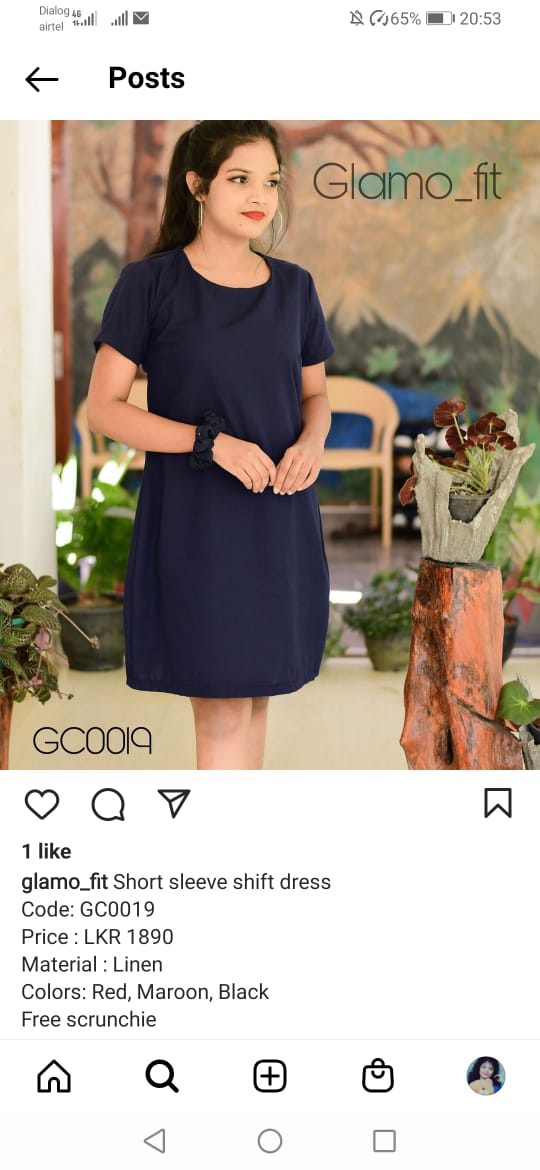 Dialog 4G
airtel
65% 20:53
Posts
Glamo_fit
GC0019
1 like
glamo_fit Short sleeve shift dress
Code: GC0019
Price : LKR 1890
Material : Linen
Colors: Red, Maroon, Black
Free scrunchie